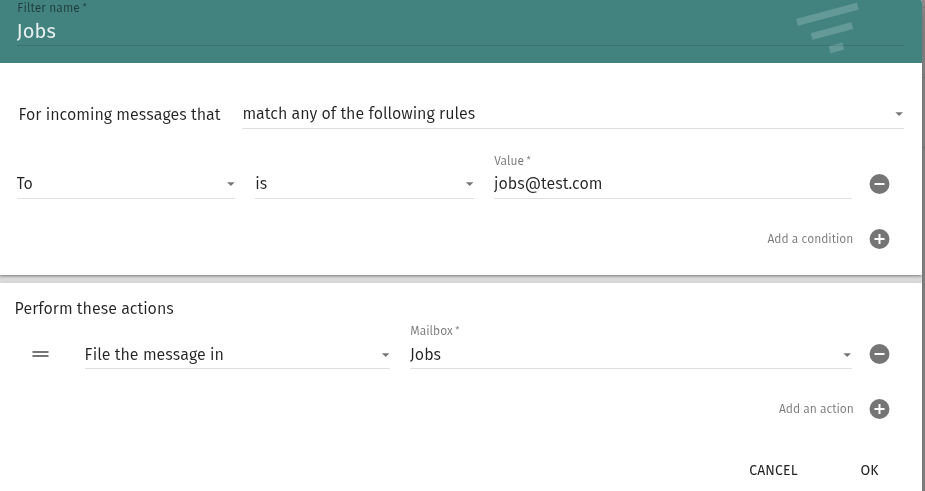 Filter name *
Jobs
For incoming messages that match any of the following rules
Value *
To is jobs@test.com
Add a condition
Perform these actions
Mailbox *
File the message in Jobs
Add an action
CANCEL OK